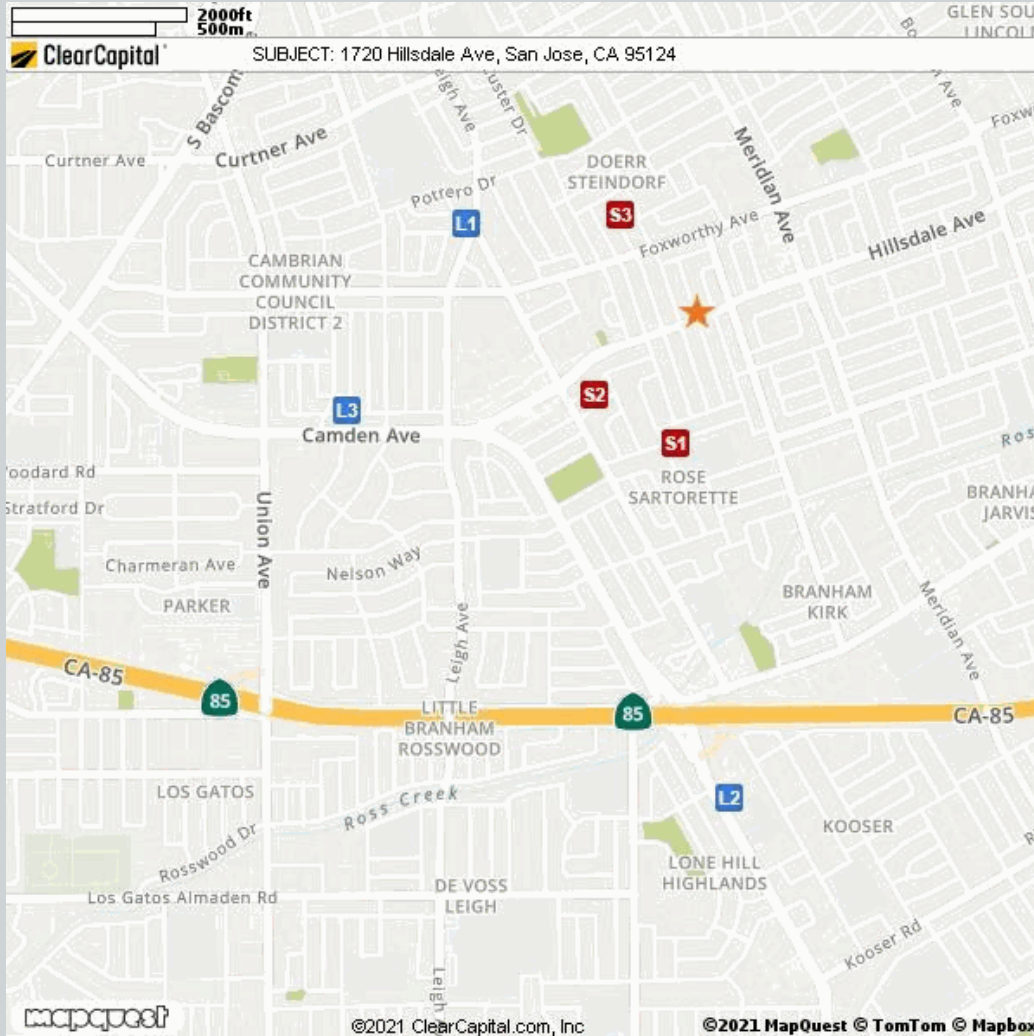 2000ft
500m
GLEN SOU
LINCOL
ClearCapital
SUBJECT: 1720 Hillsdale Ave, San Jose, CA 95124
S Bascom
Curtner Ave
Curtner Ave
eigh Ave
uster Dr
DOERR
STEINDORF
Meridian Ave
n Ave
Foxw
Potrero Dr
L1
S3
Foxworthy Ave
Hillsdale Ave
CAMBRIAN
COMMUNITY
COUNCIL
DISTRICT 2
S2
L3
Camden Ave
S1
ROSE
SARTORETTE
Ros
oodard Rd
Stratford Dr
Union Ave
BRANHA
JARVIS
Charmeran Ave
Nelson Way
PARKER
BRANHAM
KIRK
Leigh Ave
Meridian Ave
CA-85
85
LITTLE
BRANHAM
ROSSWOOD
85
CA-85
LOS GATOS
Ross Creek
L2
KOOSER
Rosswood Dr
LONE HILL
HIGHLANDS
Los Gatos Almaden Rd
DE VOSS
LEIGH
Kooser Rd
Leigh
mapquest
©2021 ClearCapital.com, Inc
©2021 MapQuest © TomTom © Mapbox